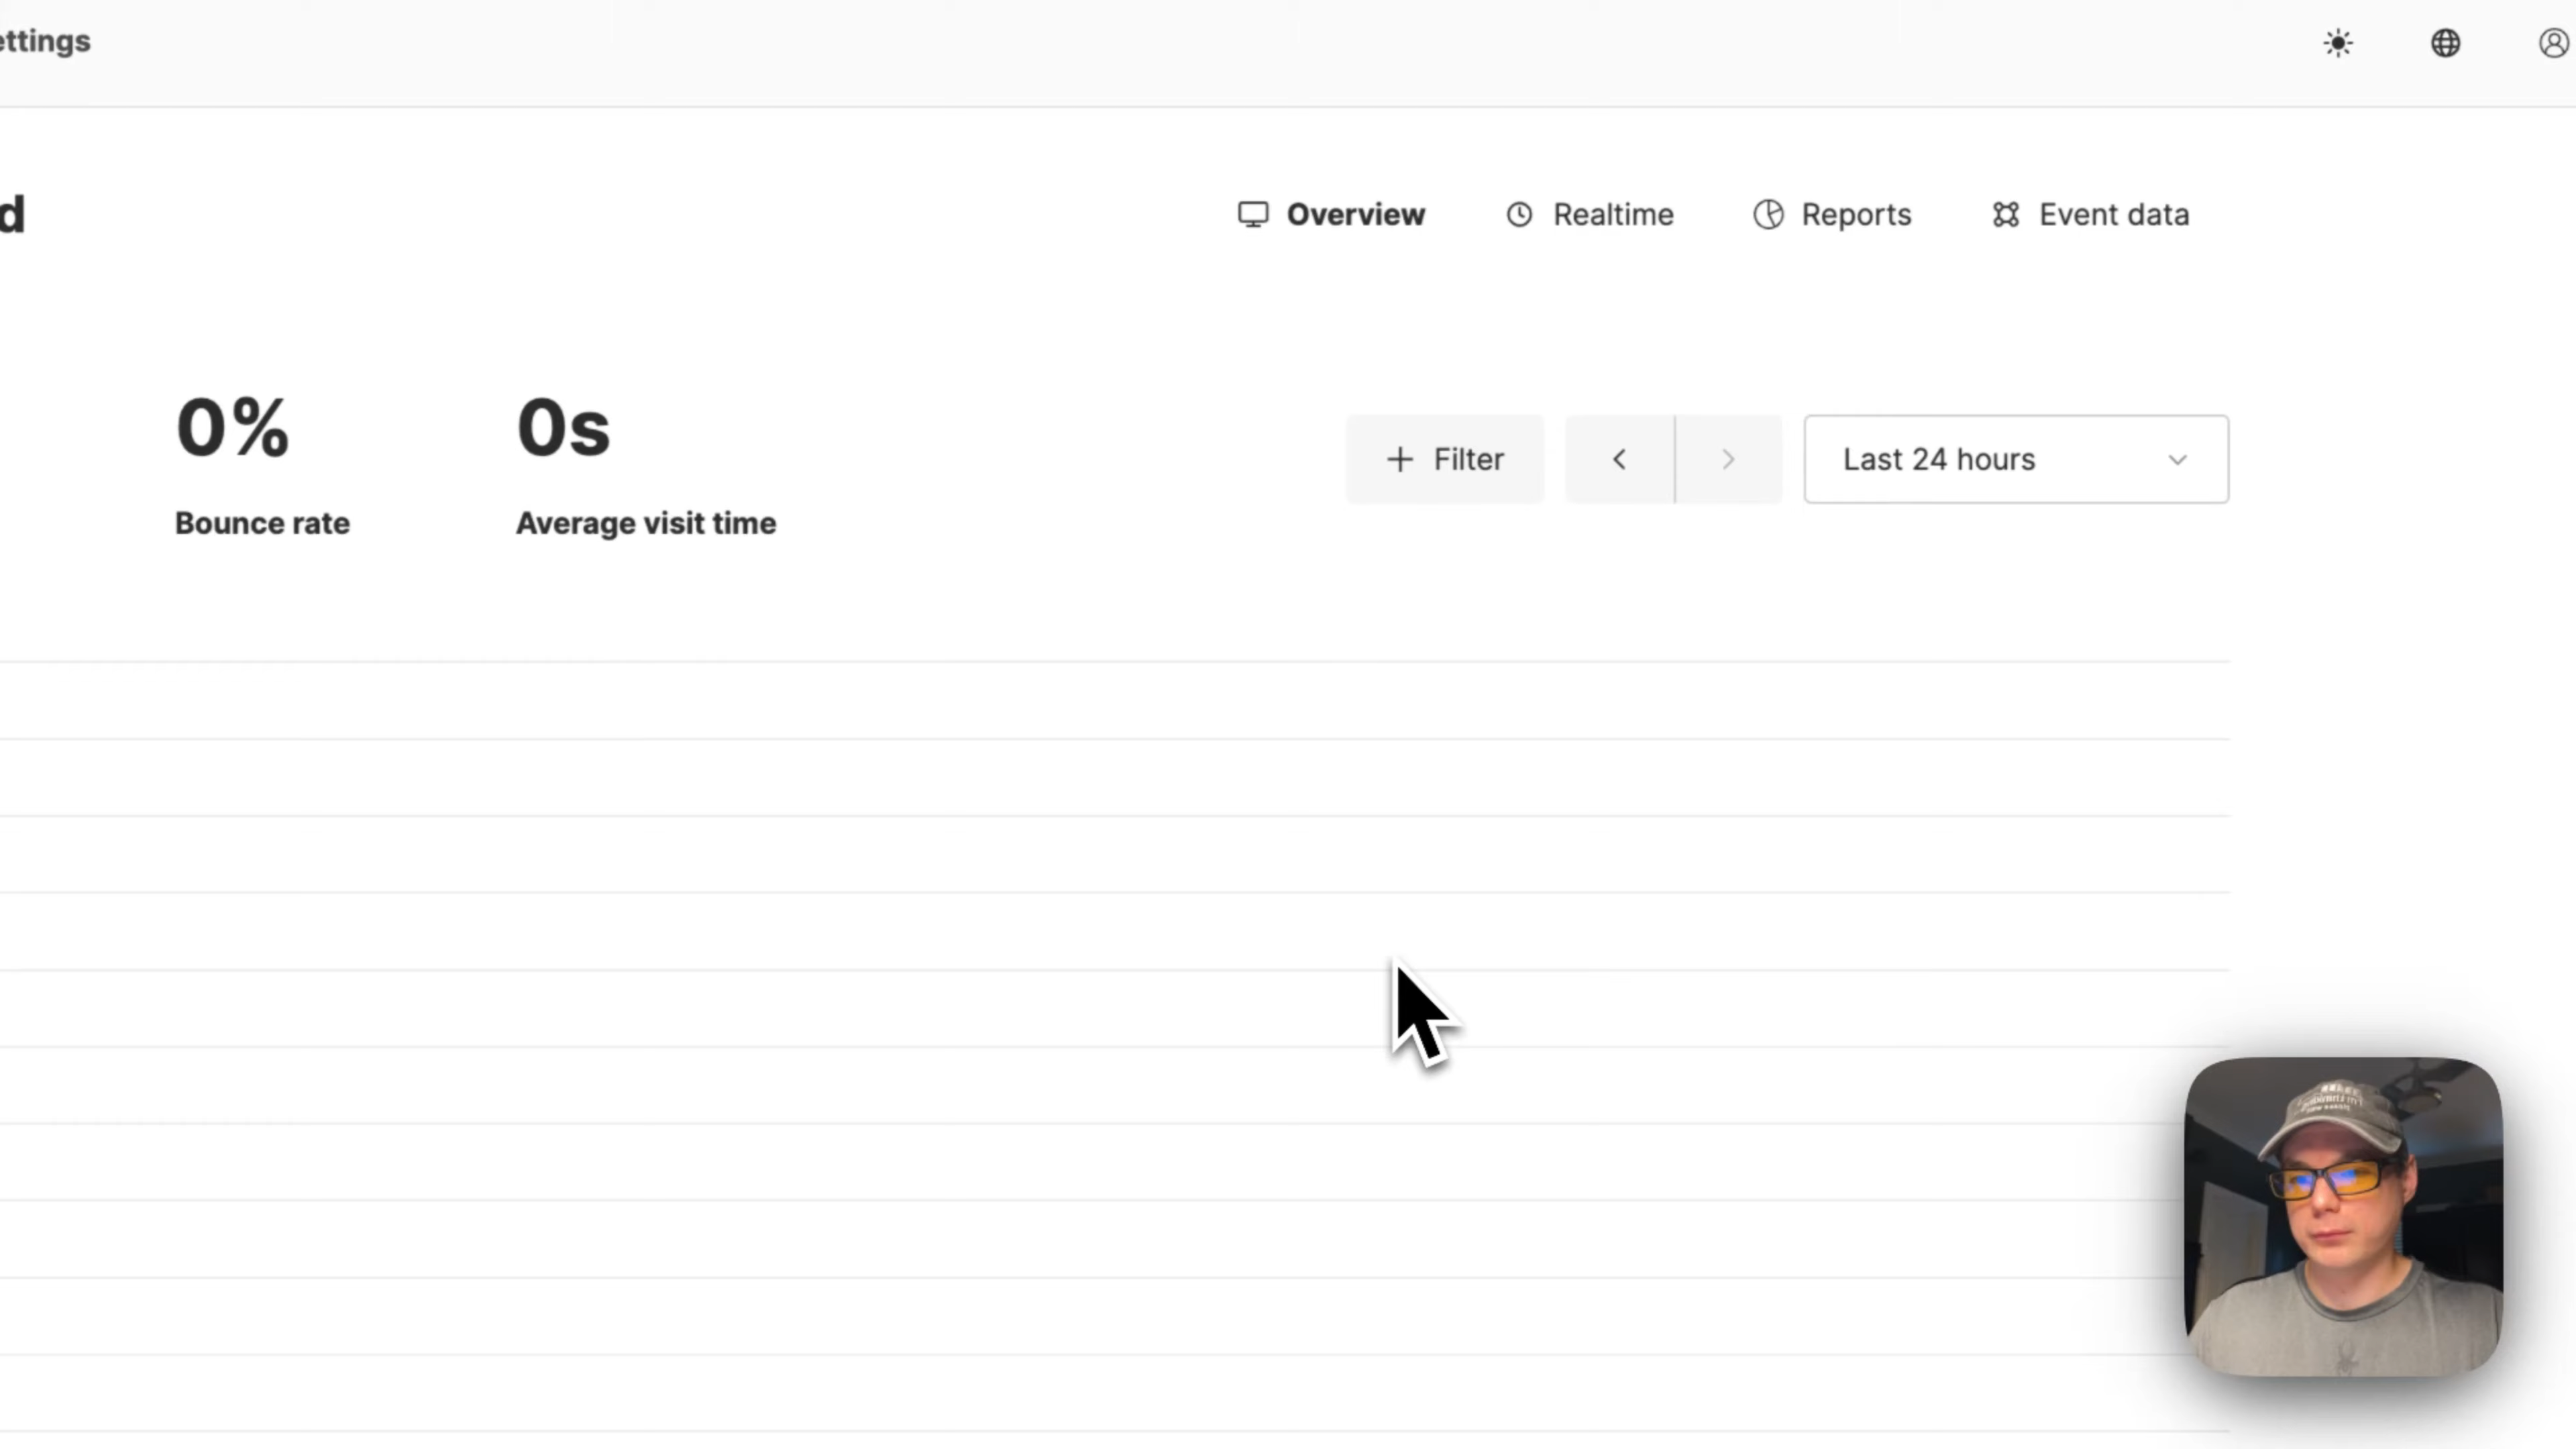 ettings
d
Overview
Realtime
Reports
Event data
0%
0s
Filter
Last 24 hours
Bounce rate
Average visit time